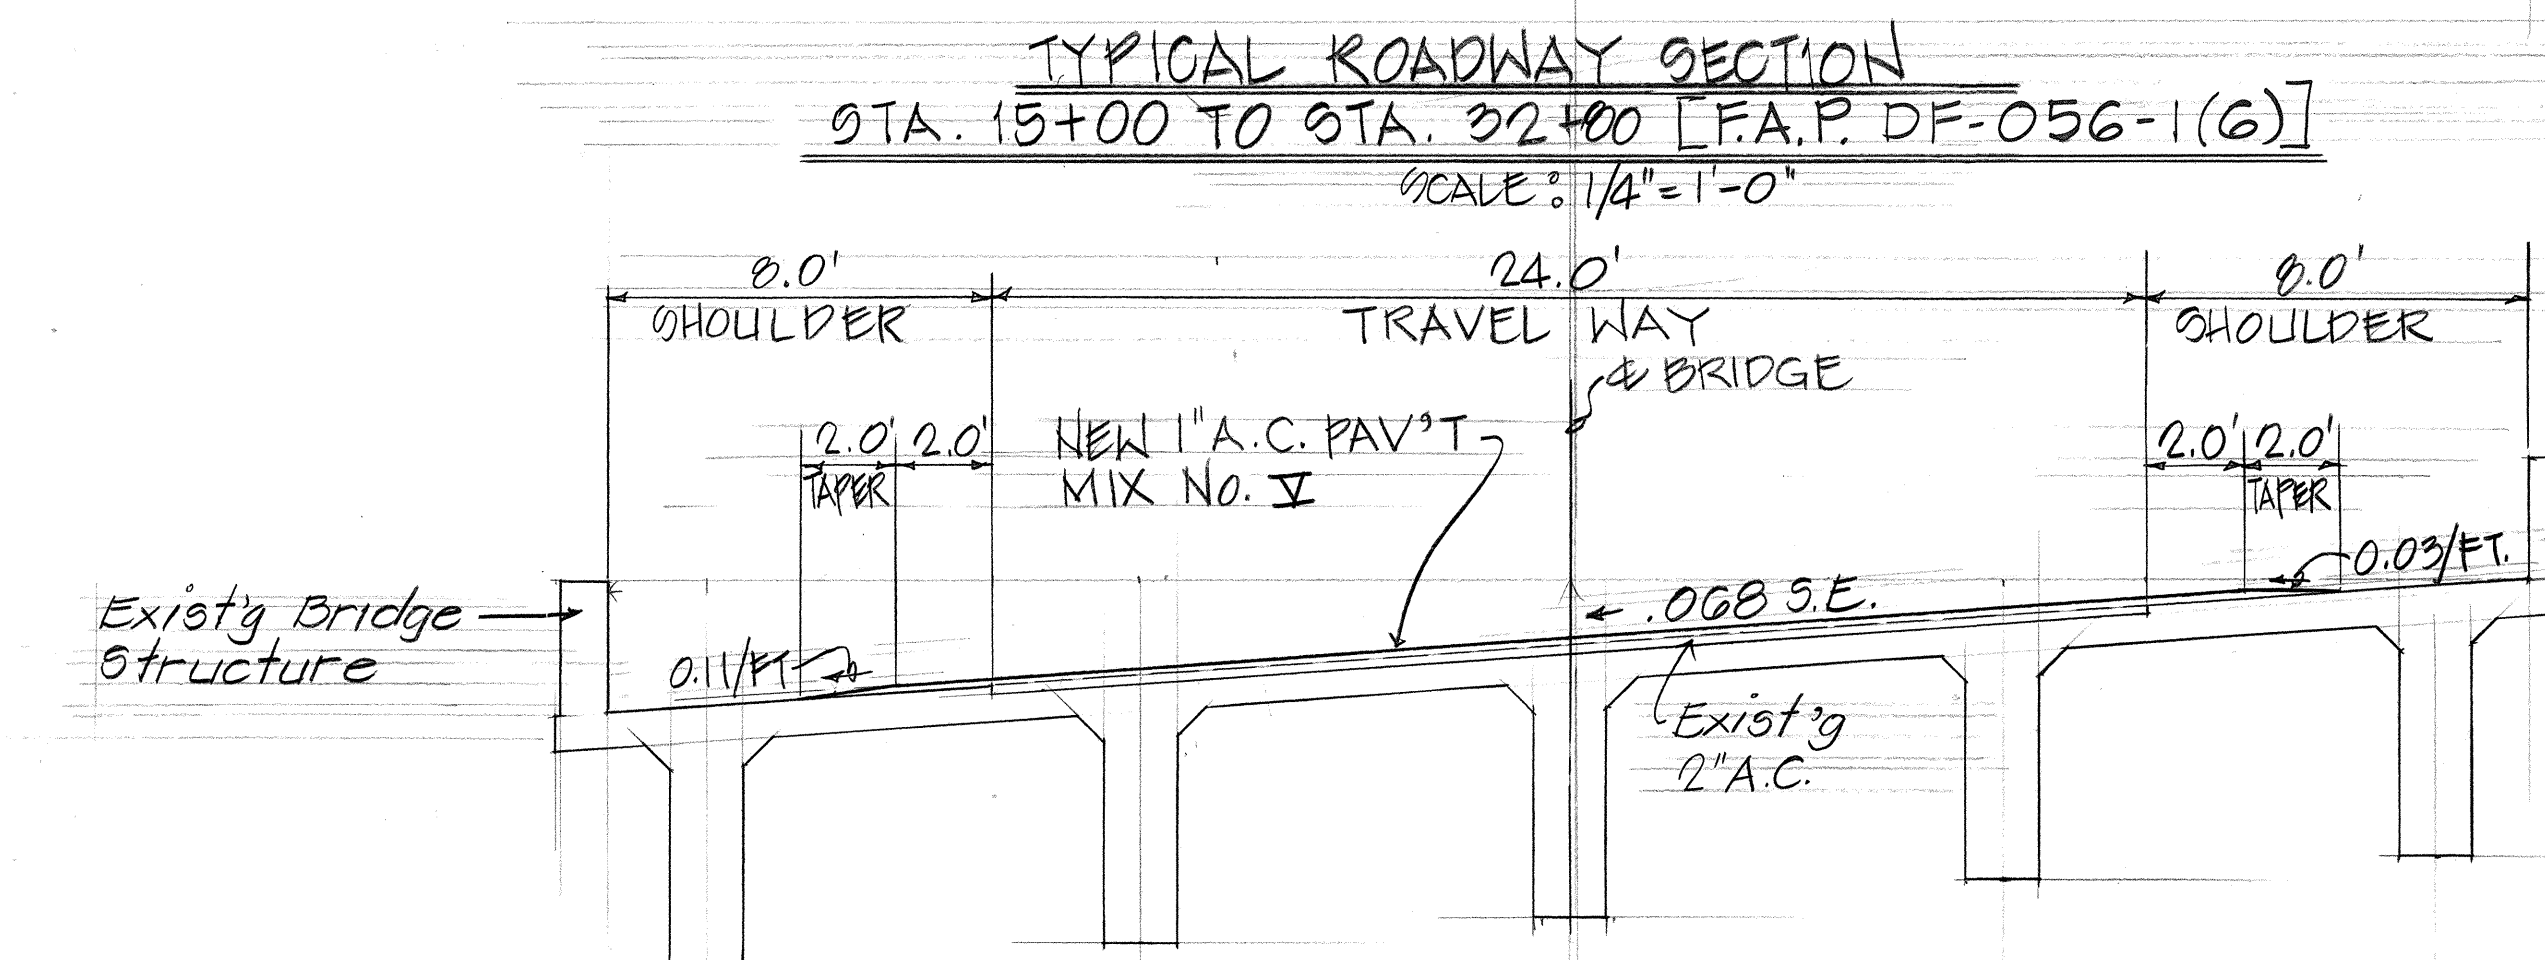 TYPICAL ROADWAY SECTION
STA. 15+00 TO STA. 32+80 [F.A.P. DF-056-1(6)]
SCALE: 1/4"=1'-0"
8.0'
24.0'
8.0'
SHOULDER
TRAVEL WAY
SHOULDER
℄ BRIDGE
2.0'
2.0'
NEW 1" A.C. PAV'T
2.0'
2.0'
TAPER
MIX No. V
TAPER
0.03/FT.
Exist'g Bridge
.068 S.E.
Structure
0.11/FT
Exist'g
2"A.C.